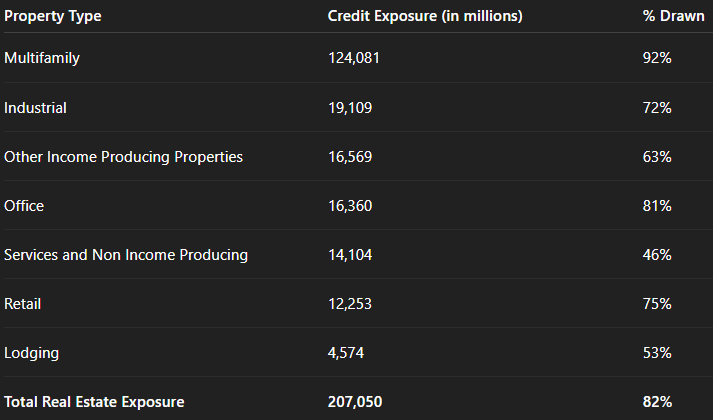 Property Type Credit Exposure (in millions) % Drawn
Multifamily 124,081 92%
Industrial 19,109 72%
Other Income Producing Properties 16,569 63%
Office 16,360 81%
Services and Non Income Producing 14,104 46%
Retail 12,253 75%
Lodging 4,574 53%
Total Real Estate Exposure 207,050 82%